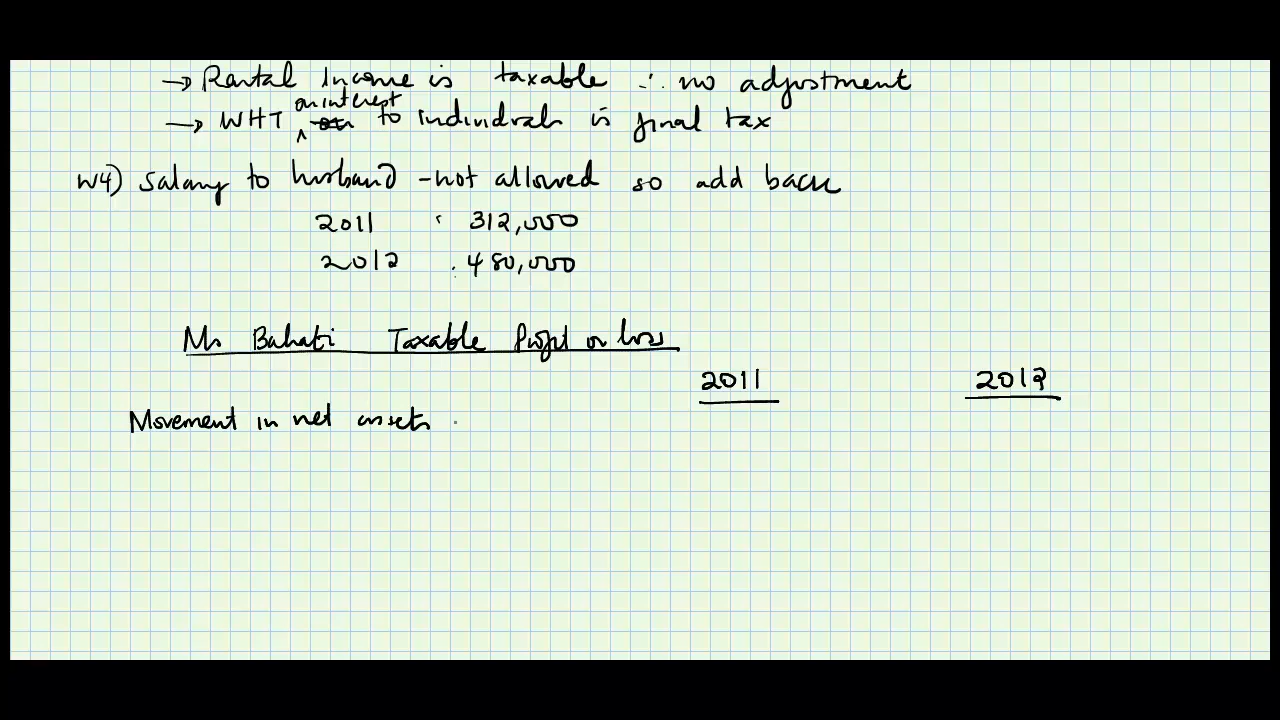 → Rental Income is taxable ∴ no adjustment
→ WHT on interest to individuals is final tax
W4) Salary to husband - not allowed so add back
2011 : 312,000
2012 : 480,000
Ms Bahati Taxable Profit or loss
2011 2012
Movement in net assets